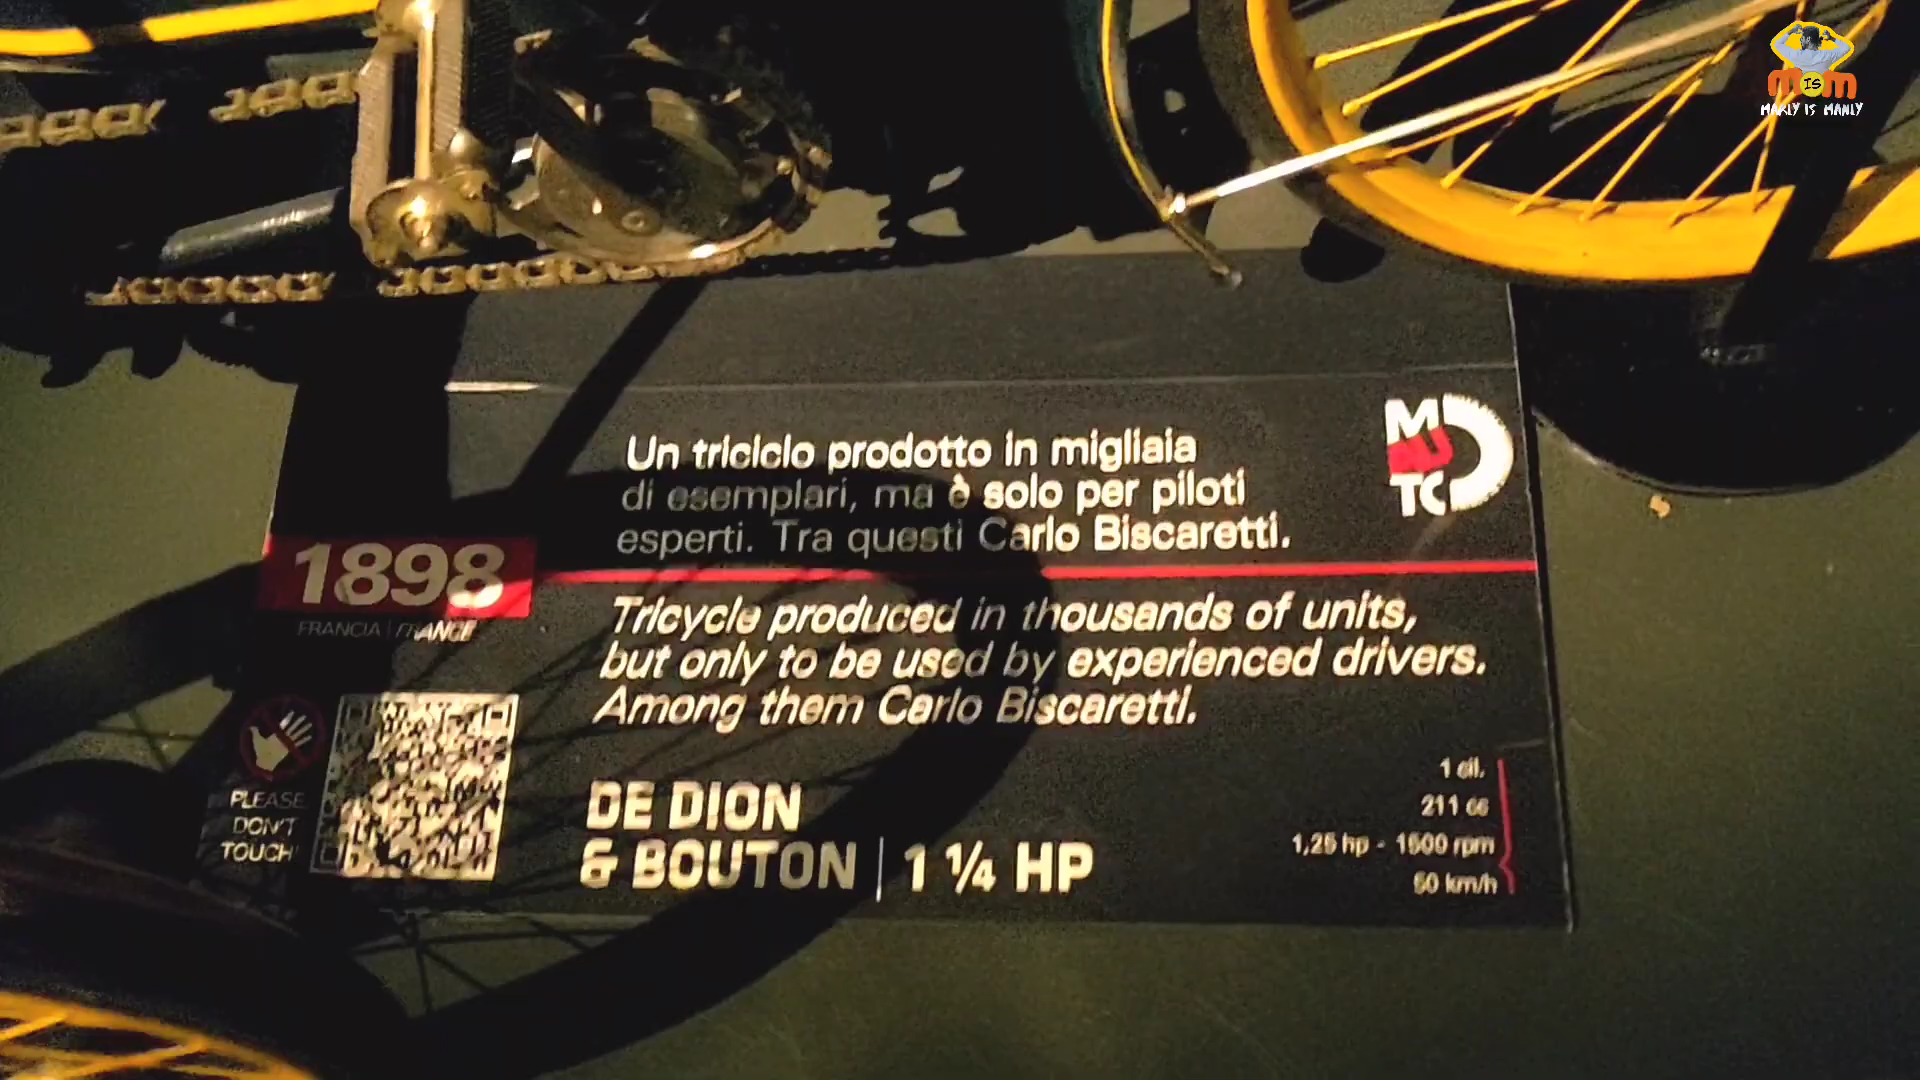 M IS M
MARLY IS MANLY
Un triciclo prodotto in migliaia
di esemplari, ma è solo per piloti
esperti. Tra questi Carlo Biscaretti.
MAUTO
1898
FRANCIA | FRANCE
Tricycle produced in thousands of units,
but only to be used by experienced drivers.
Among them Carlo Biscaretti.
PLEASE
DON'T
TOUCH
DE DION
& BOUTON | 1 ¼ HP
1 cil.
211 cc
1,25 hp - 1500 rpm
50 km/h